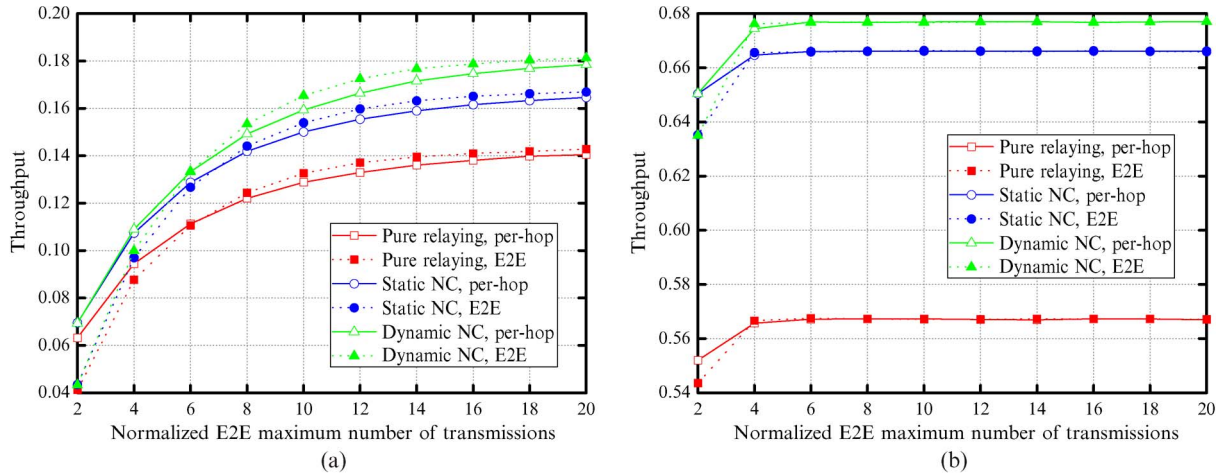 0.20
0.18
0.16
0.14
0.12
0.10
0.08
0.06
0.04
Throughput
Pure relaying, per-hop
Pure relaying, E2E
Static NC, per-hop
Static NC, E2E
Dynamic NC, per-hop
Dynamic NC, E2E
2 4 6 8 10 12 14 16 18 20
Normalized E2E maximum number of transmissions
(a)
0.68
0.66
0.64
0.62
0.60
0.58
0.56
0.54
Throughput
Pure relaying, per-hop
Pure relaying, E2E
Static NC, per-hop
Static NC, E2E
Dynamic NC, per-hop
Dynamic NC, E2E
2 4 6 8 10 12 14 16 18 20
Normalized E2E maximum number of transmissions
(b)